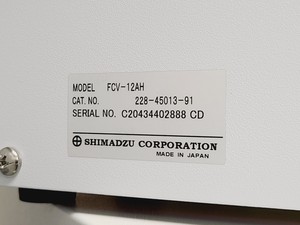 MODEL FCV-12AH
CAT. NO. 228-45013-91
SERIAL NO. C20434402888 CD
SHIMADZU CORPORATION
MADE IN JAPAN